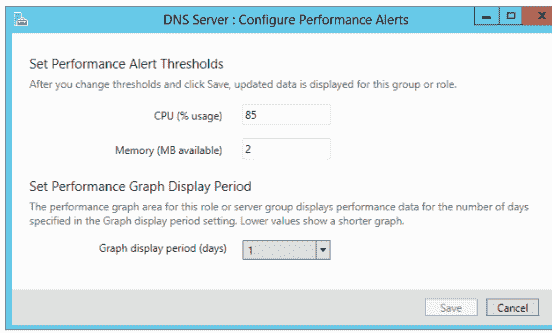 DNS Server : Configure Performance Alerts
Set Performance Alert Thresholds
After you change thresholds and click Save, updated data is displayed for this group or role.
CPU (% usage) 85
Memory (MB available) 2
Set Performance Graph Display Period
The performance graph area for this role or server group displays performance data for the number of days
specified in the Graph display period setting. Lower values show a shorter graph.
Graph display period (days) 1
Save Cancel